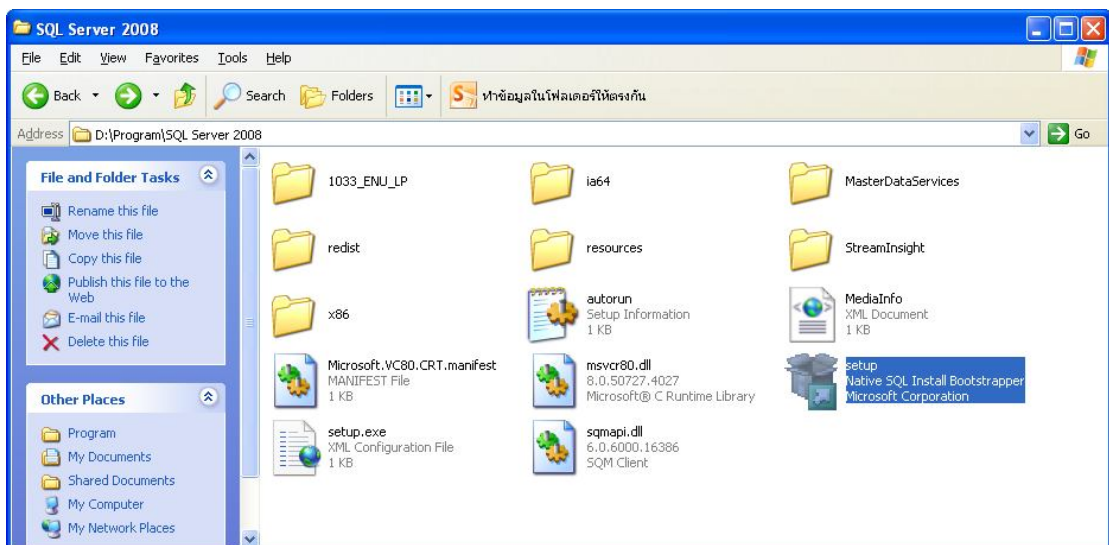 SQL Server 2008
File Edit View Favorites Tools Help
Back Search Folders ทำข้อมูลในโฟลเดอร์ให้ตรงกัน
Address D:\Program\SQL Server 2008 Go
File and Folder Tasks
Rename this file
Move this file
Copy this file
Publish this file to the
Web
E-mail this file
Delete this file
Other Places
Program
My Documents
Shared Documents
My Computer
My Network Places
1033_ENU_LP
ia64
MasterDataServices
redist
resources
StreamInsight
x86
autorun
Setup Information
1 KB
MediaInfo
XML Document
1 KB
Microsoft.VC80.CRT.manifest
MANIFEST File
1 KB
msvcr80.dll
8.0.50727.4027
Microsoft® C Runtime Library
setup
Native SQL Install Bootstrapper
Microsoft Corporation
setup.exe
XML Configuration File
1 KB
sqmapi.dll
6.0.6000.16386
SQM Client